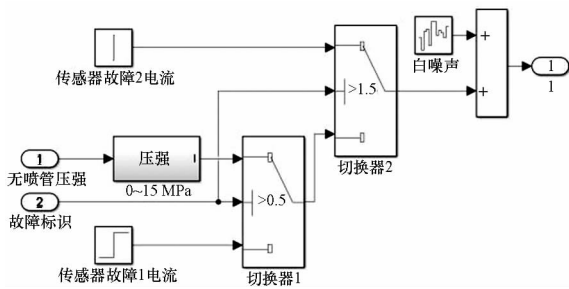 传感器故障2电流
>1.5
切换器2
白噪声
+
+
1
1
1
无喷管压强
压强 I
0~15 MPa
2
故障标识
>0.5
切换器1
传感器故障1电流